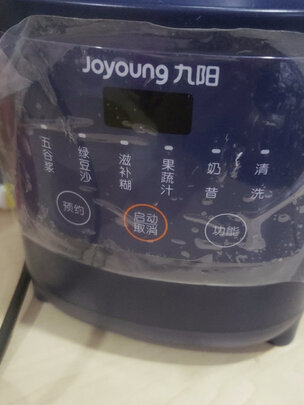 Joyoung 九阳
五谷浆
绿豆沙
滋补糊
果蔬汁
奶昔
清洗
预约
启动
取消
功能